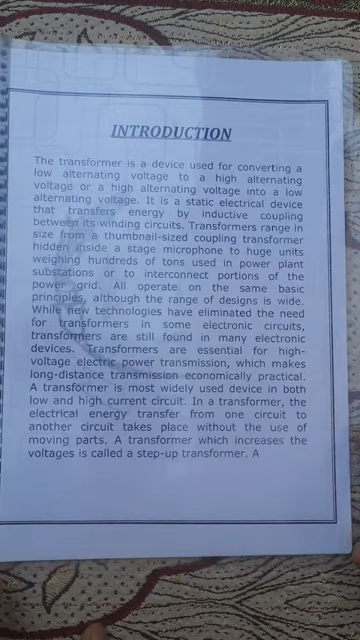 INTRODUCTION
The transformer is a device used for converting a
low alternating voltage to a high alternating
voltage or a high alternating voltage into a low
alternating voltage. It is a static electrical device
that transfers energy by inductive coupling
between its winding circuits. Transformers range in
size from a thumbnail-sized coupling transformer
hidden inside a stage microphone to huge units
weighing hundreds of tons used in power plant
substations or to interconnect portions of the
power grid. All operate on the same basic
principles, although the range of designs is wide.
While new technologies have eliminated the need
for transformers in some electronic circuits,
transformers are still found in many electronic
devices. Transformers are essential for high-
voltage electric power transmission, which makes
long-distance transmission economically practical.
A transformer is most widely used device in both
low and high current circuit. In a transformer, the
electrical energy transfer from one circuit to
another circuit takes place without the use of
moving parts. A transformer which increases the
voltages is called a step-up transformer. A